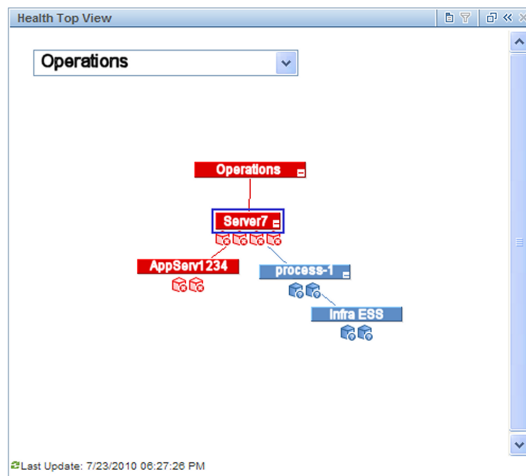 Health Top View
Operations
Operations
Server7
AppServ1234
process-1
Infra ESS
Last Update: 7/23/2010 06:27:26 PM